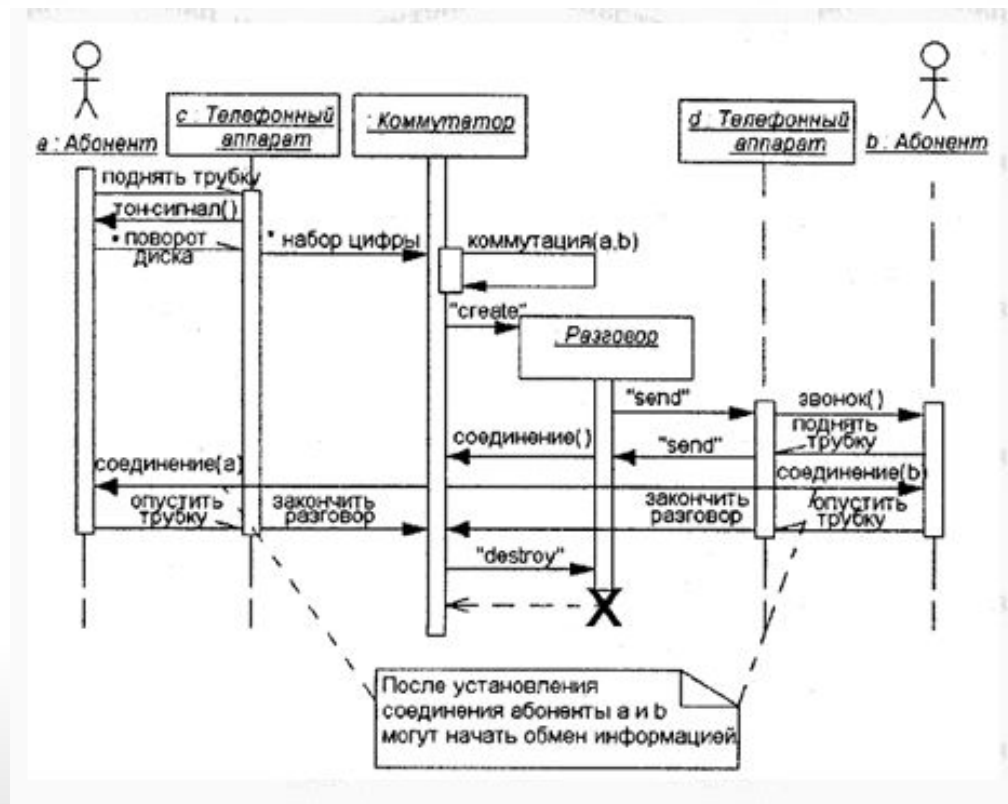 c : Телефонный
аппарат
: Коммутатор
d : Телефонный
аппарат
a : Абонент
b : Абонент
поднять трубку
тон-сигнал()
* поворот
диска
* набор цифры
коммутация(a,b)
"create"
: Разговор
"send"
звонок()
поднять
трубку
соединение()
"send"
соединение(a)
соединение(b)
опустить
трубку
закончить
разговор
закончить
разговор
опустить
трубку
"destroy"
После установления
соединения абоненты a и b
могут начать обмен информацией